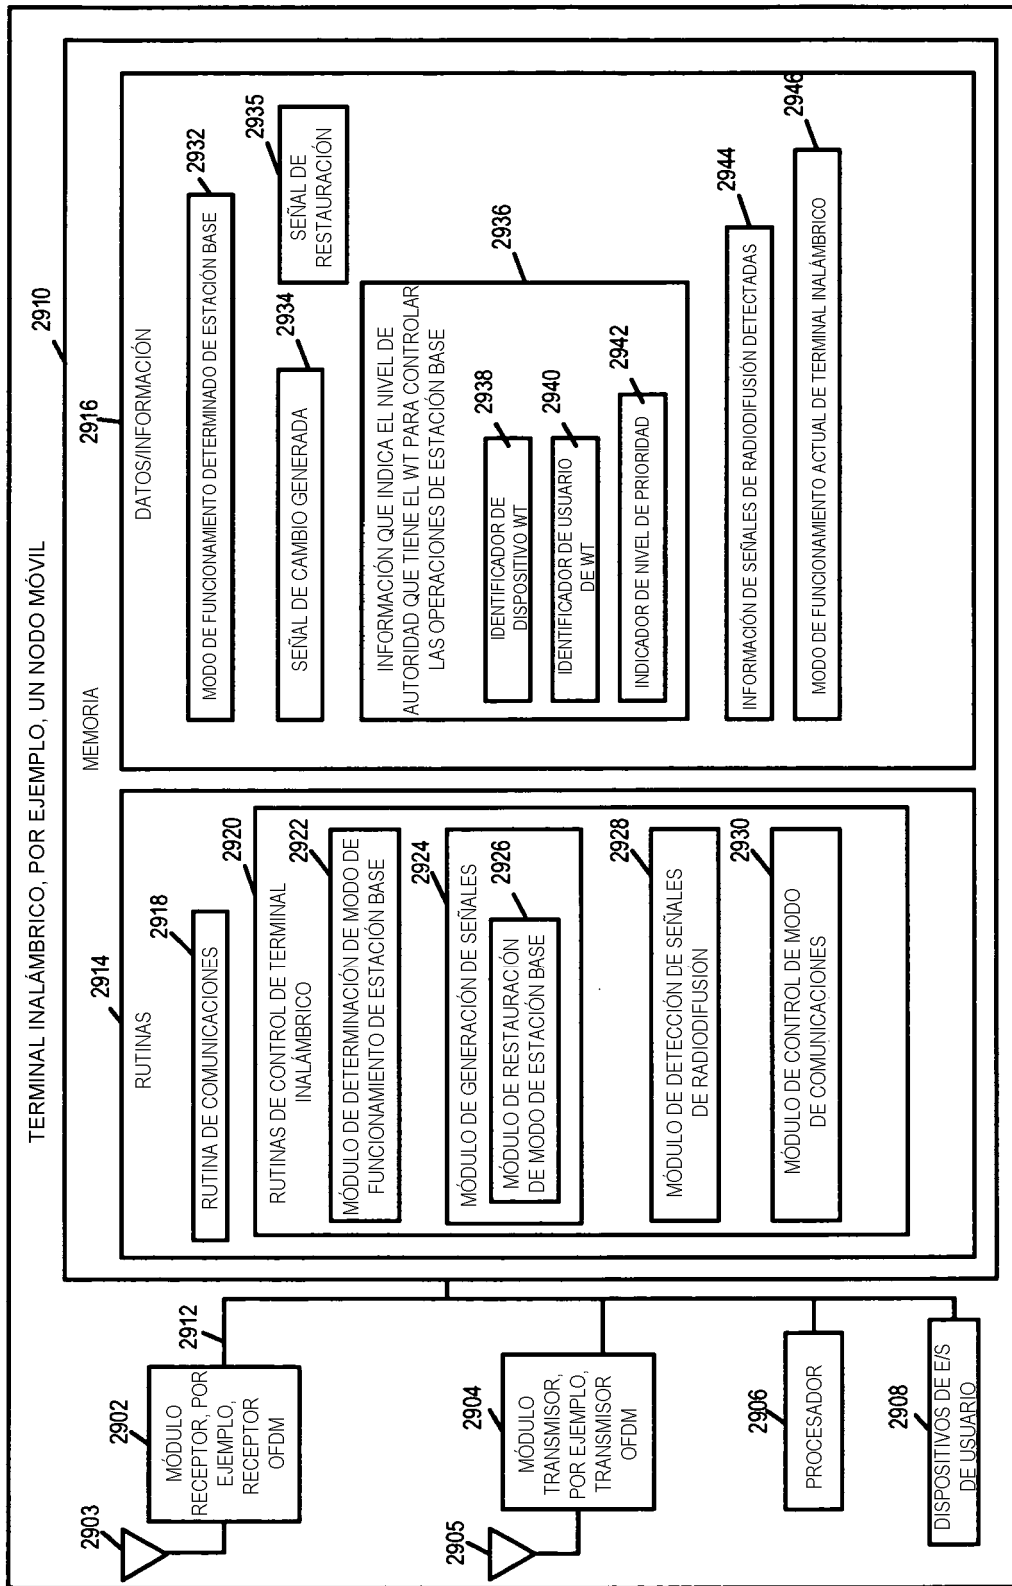 TERMINAL INALÁMBRICO, POR EJEMPLO, UN NODO MÓVIL
2910
2903
2902
MÓDULO
RECEPTOR, POR
EJEMPLO,
RECEPTOR
OFDM
2912
2905
2904
MÓDULO
TRANSMISOR,
POR EJEMPLO,
TRANSMISOR
OFDM
2906
PROCESADOR
2908
DISPOSITIVOS DE E/S
DE USUARIO
MEMORIA
2914
RUTINAS
2918
RUTINA DE COMUNICACIONES
2920
RUTINAS DE CONTROL DE TERMINAL
INALÁMBRICO
2922
MÓDULO DE DETERMINACIÓN DE MODO DE
FUNCIONAMIENTO DE ESTACIÓN BASE
2924
MÓDULO DE GENERACIÓN DE SEÑALES
2926
MÓDULO DE RESTAURACIÓN
DE MODO DE ESTACIÓN BASE
2928
MÓDULO DE DETECCIÓN DE SEÑALES
DE RADIODIFUSIÓN
2930
MÓDULO DE CONTROL DE MODO
DE COMUNICACIONES
2916
DATOS/INFORMACIÓN
2932
MODO DE FUNCIONAMIENTO DETERMINADO DE ESTACIÓN BASE
2934
SEÑAL DE CAMBIO GENERADA
2935
SEÑAL DE
RESTAURACIÓN
2936
INFORMACIÓN QUE INDICA EL NIVEL DE
AUTORIDAD QUE TIENE EL WT PARA CONTROLAR
LAS OPERACIONES DE ESTACIÓN BASE
2938
IDENTIFICADOR DE
DISPOSITIVO WT
2940
IDENTIFICADOR DE USUARIO
DE WT
2942
INDICADOR DE NIVEL DE PRIORIDAD
2944
INFORMACIÓN DE SEÑALES DE RADIODIFUSIÓN DETECTADAS
2946
MODO DE FUNCIONAMIENTO ACTUAL DE TERMINAL INALÁMBRICO